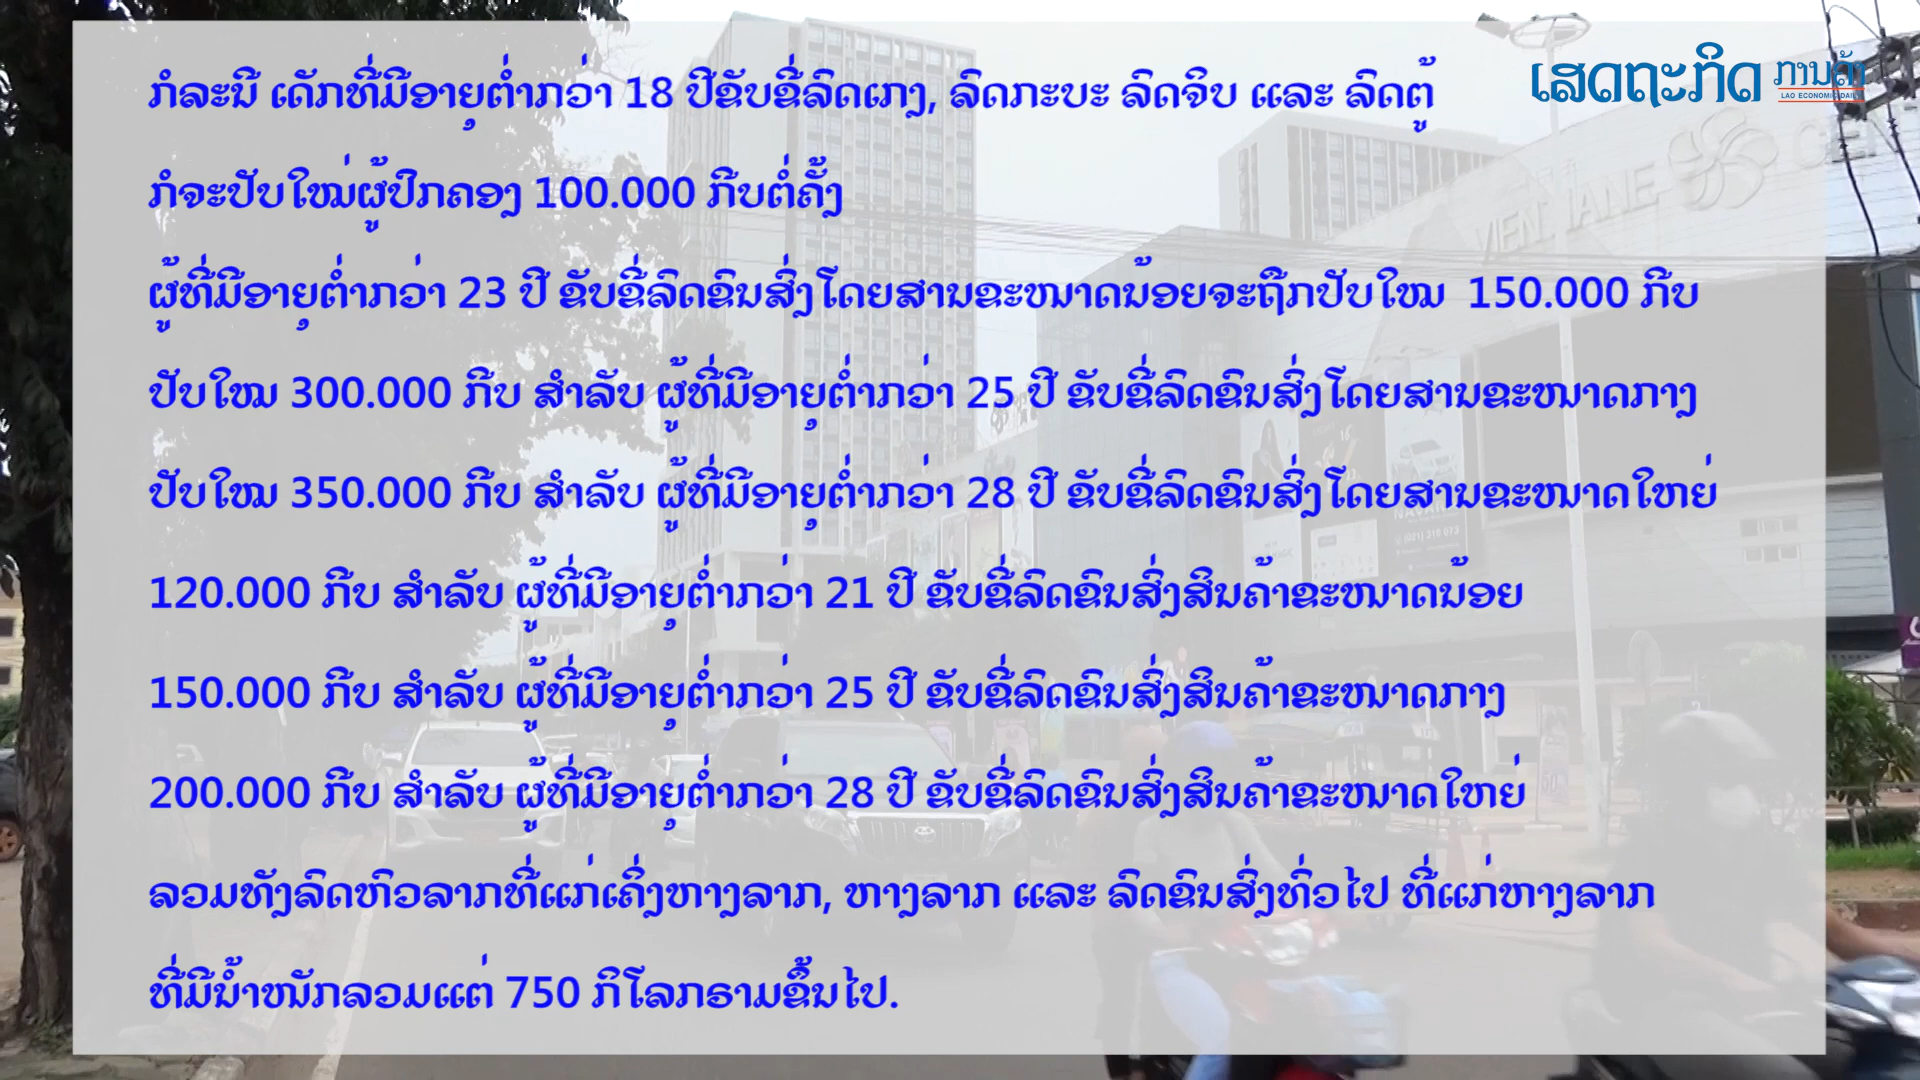 ເສດຖະກິດ ການຄ້າ
LAO ECONOMIC DAILY
ກໍລະນີ ເດັກທີ່ມີອາຍຸຕ່ຳກວ່າ 18 ປີຂັບຂີ່ລົດເກງ, ລົດກະບະ ລົດຈິບ ແລະ ລົດຕູ້
ກໍຈະປັບໃໝ່ຜູ້ປົກຄອງ 100.000 ກີບຕໍ່ຄັ້ງ
ຜູ້ທີ່ມີອາຍຸຕ່ຳກວ່າ 23 ປີ ຂັບຂີ່ລົດຂົນສົ່ງໂດຍສານຂະໜາດນ້ອຍຈະຖືກປັບໃໝ 150.000 ກີບ
ປັບໃໝ 300.000 ກີບ ສຳລັບ ຜູ້ທີ່ມີອາຍຸຕ່ຳກວ່າ 25 ປີ ຂັບຂີ່ລົດຂົນສົ່ງໂດຍສານຂະໜາດກາງ
ປັບໃໝ 350.000 ກີບ ສຳລັບ ຜູ້ທີ່ມີອາຍຸຕ່ຳກວ່າ 28 ປີ ຂັບຂີ່ລົດຂົນສົ່ງໂດຍສານຂະໜາດໃຫຍ່
120.000 ກີບ ສຳລັບ ຜູ້ທີ່ມີອາຍຸຕ່ຳກວ່າ 21 ປີ ຂັບຂີ່ລົດຂົນສົ່ງສິນຄ້າຂະໜາດນ້ອຍ
150.000 ກີບ ສຳລັບ ຜູ້ທີ່ມີອາຍຸຕ່ຳກວ່າ 25 ປີ ຂັບຂີ່ລົດຂົນສົ່ງສິນຄ້າຂະໜາດກາງ
200.000 ກີບ ສຳລັບ ຜູ້ທີ່ມີອາຍຸຕ່ຳກວ່າ 28 ປີ ຂັບຂີ່ລົດຂົນສົ່ງສິນຄ້າຂະໜາດໃຫຍ່
ລວມທັງລົດຫົວລາກທີ່ແກ່ເຄິ່ງຫາງລາກ, ຫາງລາກ ແລະ ລົດຂົນສົ່ງທົ່ວໄປ ທີ່ແກ່ຫາງລາກ
ທີ່ມີນ້ຳໜັກລວມແຕ່ 750 ກິໂລກຣາມຂຶ້ນໄປ.